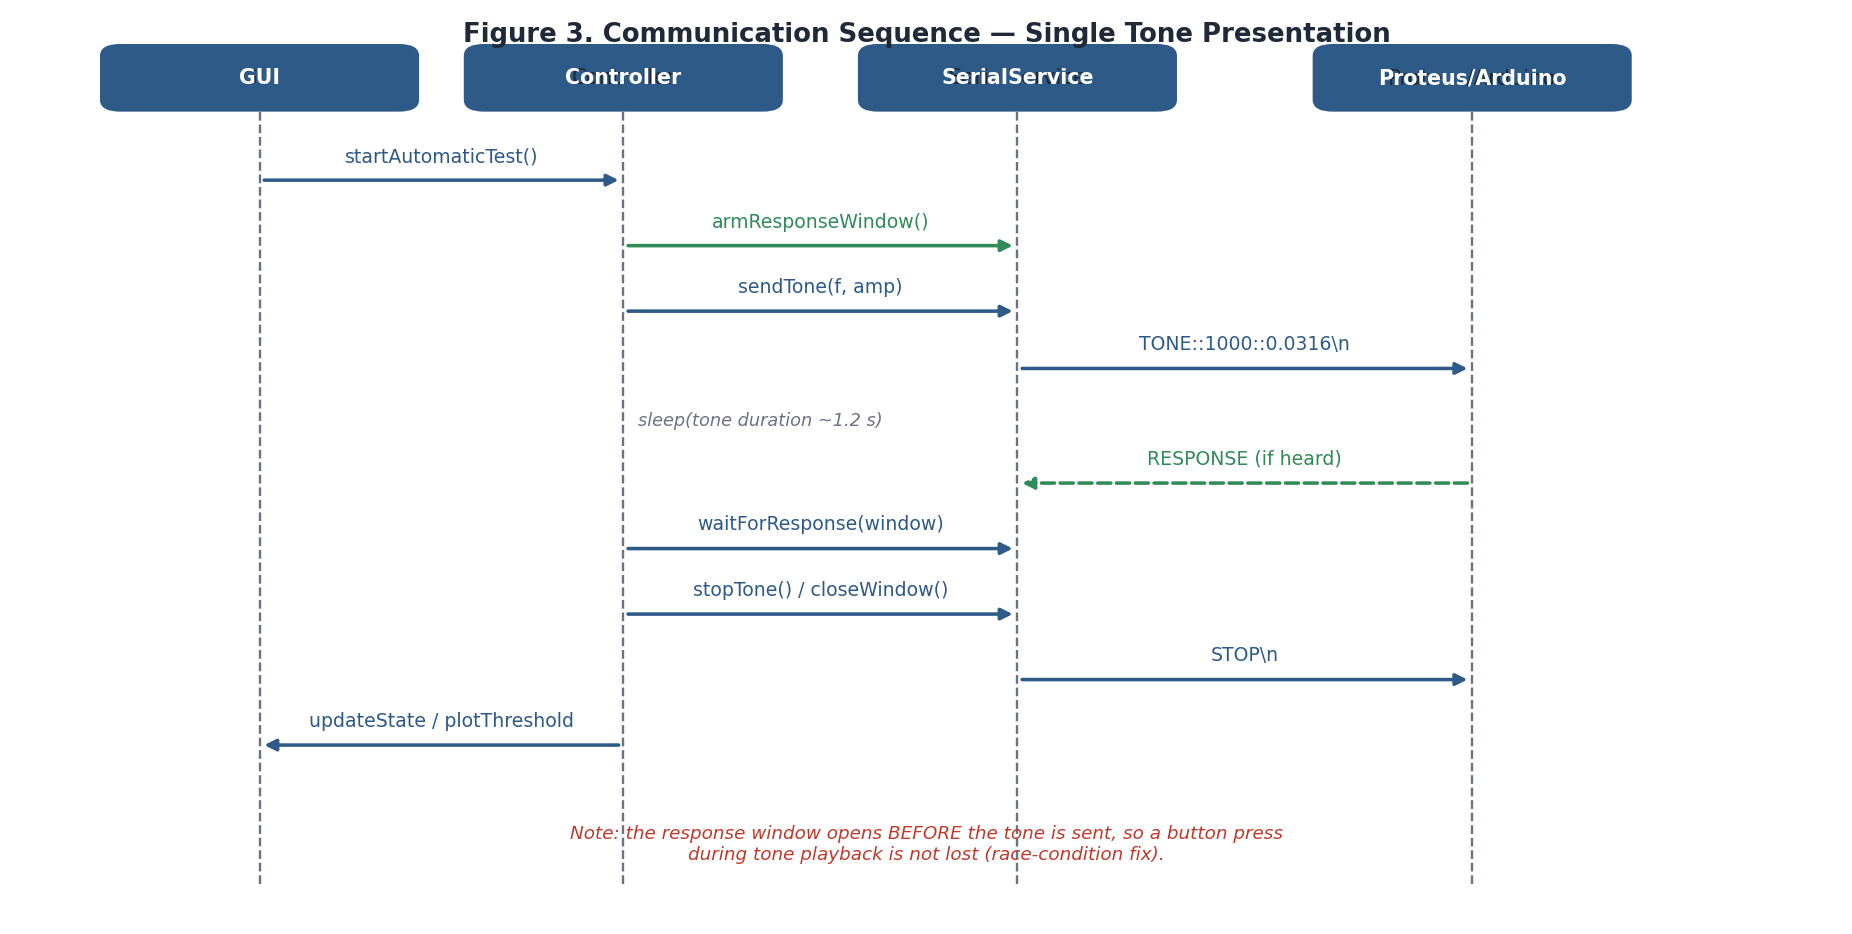 Figure 3. Communication Sequence — Single Tone Presentation
GUI
Controller
SerialService
Proteus/Arduino
startAutomaticTest()
armResponseWindow()
sendTone(f, amp)
TONE::1000::0.0316\n
sleep(tone duration ~1.2 s)
RESPONSE (if heard)
waitForResponse(window)
stopTone() / closeWindow()
STOP\n
updateState / plotThreshold
Note: the response window opens BEFORE the tone is sent, so a button press
during tone playback is not lost (race-condition fix).